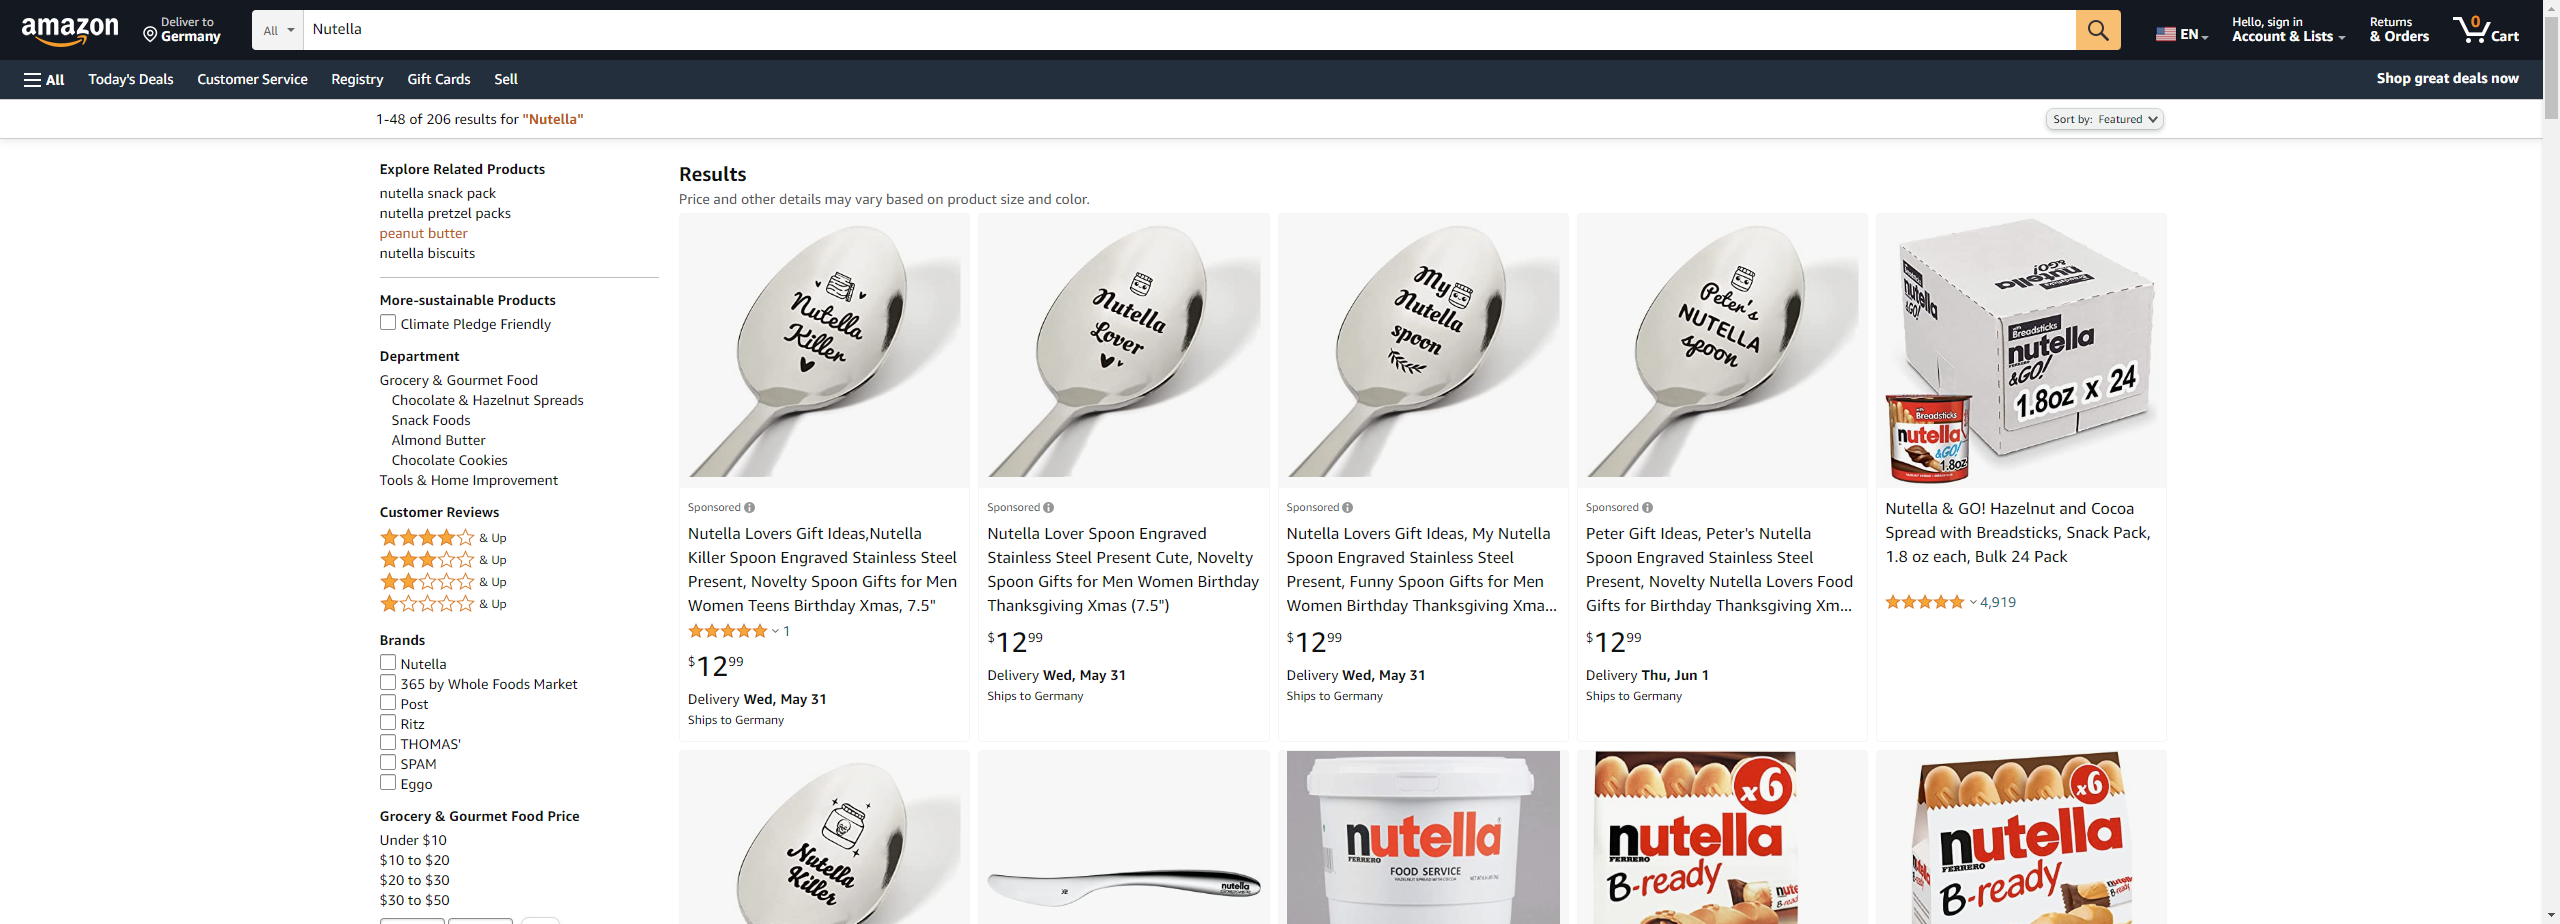 amazon
Deliver to
Germany
All
Nutella
EN
Hello, sign in
Account & Lists
Returns
& Orders
0
Cart
All
Today's Deals
Customer Service
Registry
Gift Cards
Sell
Shop great deals now
1-48 of 206 results for "Nutella"
Sort by: Featured
Explore Related Products
nutella snack pack
nutella pretzel packs
peanut butter
nutella biscuits
More-sustainable Products
Climate Pledge Friendly
Department
Grocery & Gourmet Food
Chocolate & Hazelnut Spreads
Snack Foods
Almond Butter
Chocolate Cookies
Tools & Home Improvement
Customer Reviews
& Up
& Up
& Up
& Up
Brands
Nutella
365 by Whole Foods Market
Post
Ritz
THOMAS'
SPAM
Eggo
Grocery & Gourmet Food Price
Under $10
$10 to $20
$20 to $30
$30 to $50
Results
Price and other details may vary based on product size and color.
Nutella
Killer
Sponsored
Nutella Lovers Gift Ideas,Nutella
Killer Spoon Engraved Stainless Steel
Present, Novelty Spoon Gifts for Men
Women Teens Birthday Xmas, 7.5"
1
$12.99
Delivery Wed, May 31
Ships to Germany
Nutella
Lover
Sponsored
Nutella Lover Spoon Engraved
Stainless Steel Present Cute, Novelty
Spoon Gifts for Men Women Birthday
Thanksgiving Xmas (7.5")
$12.99
Delivery Wed, May 31
Ships to Germany
My
Nutella
spoon
Sponsored
Nutella Lovers Gift Ideas, My Nutella
Spoon Engraved Stainless Steel
Present, Funny Spoon Gifts for Men
Women Birthday Thanksgiving Xma...
$12.99
Delivery Wed, May 31
Ships to Germany
Peter's
NUTELLA
spoon
Sponsored
Peter Gift Ideas, Peter's Nutella
Spoon Engraved Stainless Steel
Present, Novelty Nutella Lovers Food
Gifts for Birthday Thanksgiving Xm...
$12.99
Delivery Thu, Jun 1
Ships to Germany
nutella
&GO!
Breadsticks
nutella
&GO!
Breadsticks
nutella
&GO!
1.8oz x 24
Breadsticks
nutella
&GO!
1.8oz
Nutella & GO! Hazelnut and Cocoa
Spread with Breadsticks, Snack Pack,
1.8 oz each, Bulk 24 Pack
4,919
Nutella
Killer
nutella
nutella
FERRERO
FOOD SERVICE
x6
nutella
FERRERO
B-ready
x6
nutella
FERRERO
B-ready